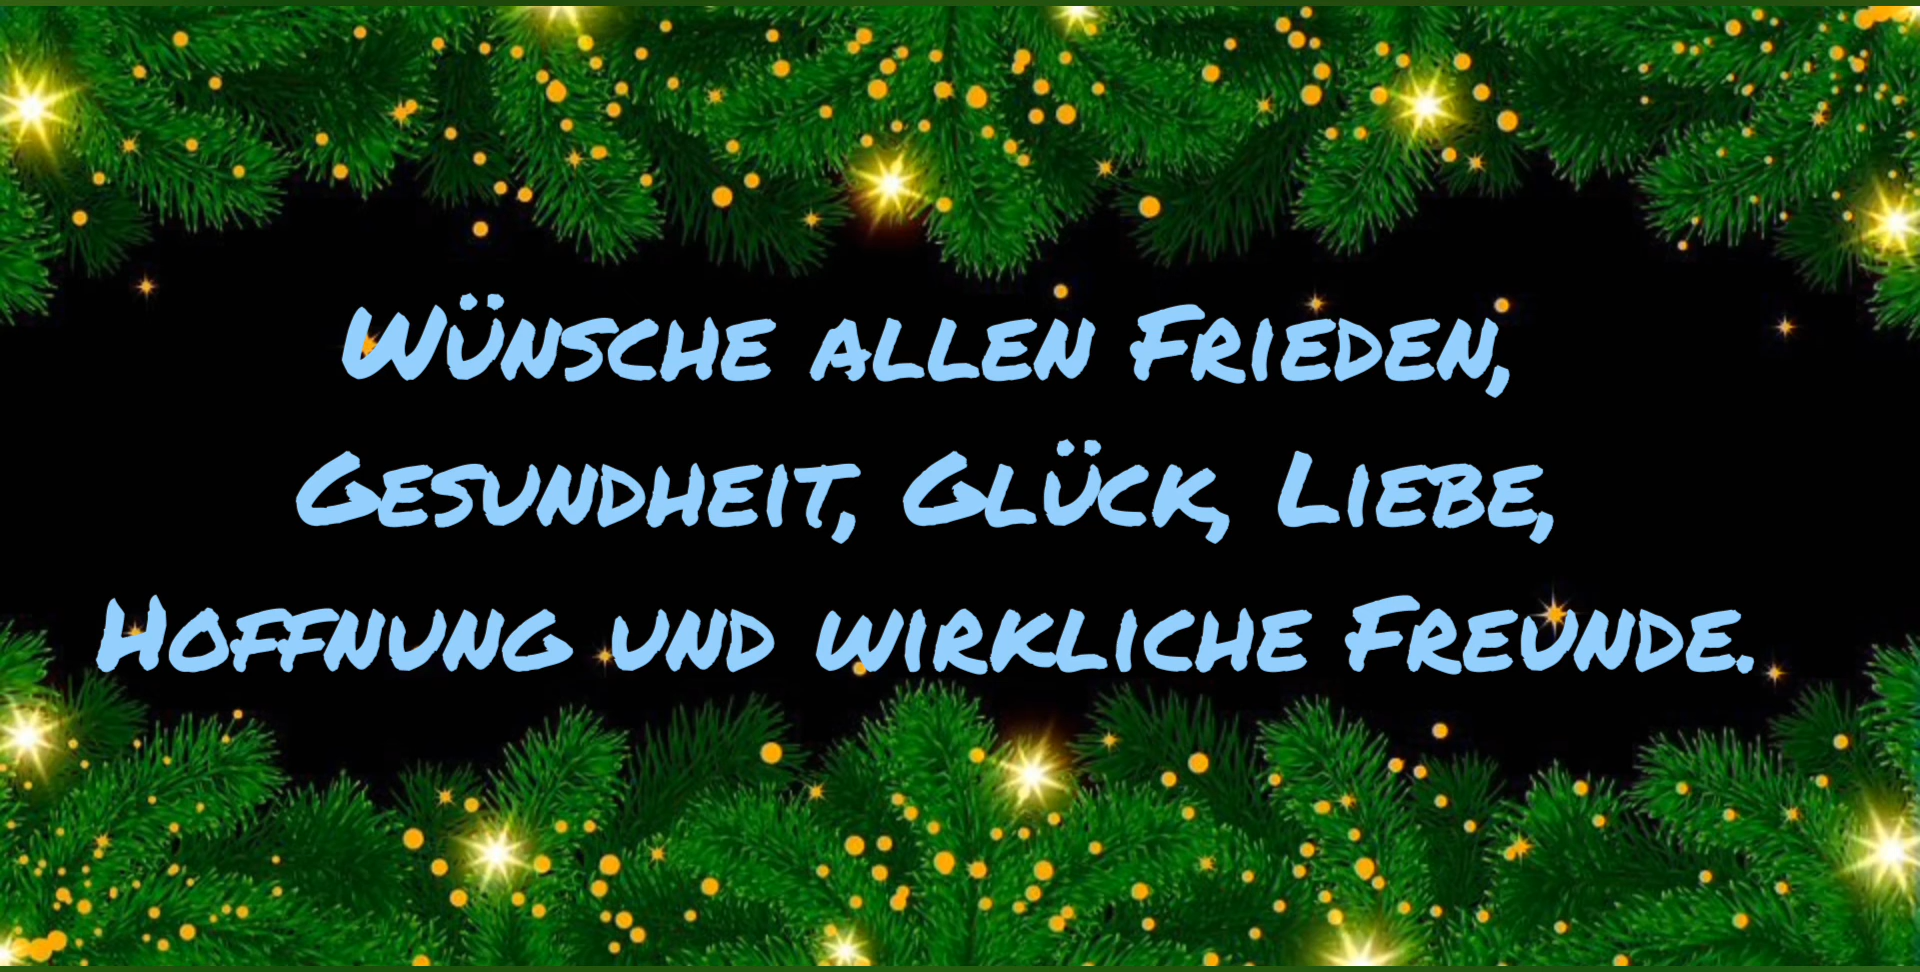 Wünsche allen Frieden,
Gesundheit, Glück, Liebe,
Hoffnung und wirkliche Freunde.